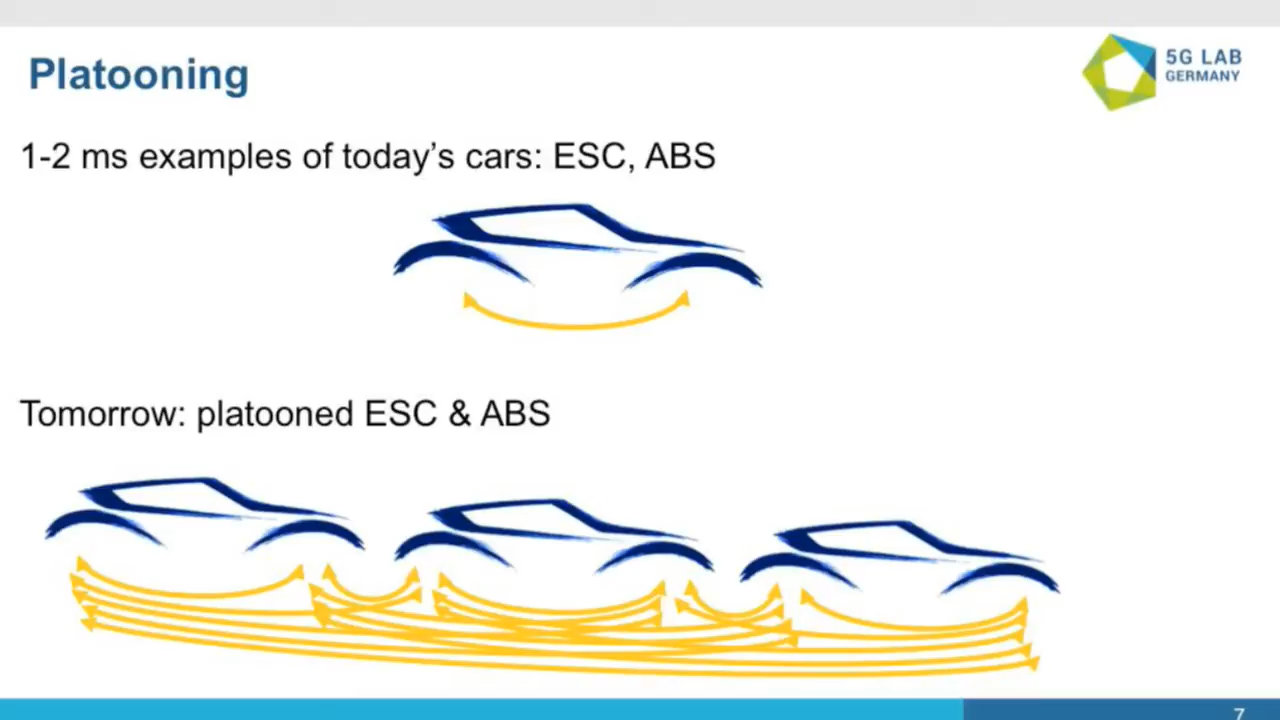 Platooning
5G LAB
GERMANY
1-2 ms examples of today's cars: ESC, ABS
Tomorrow: platooned ESC & ABS
7